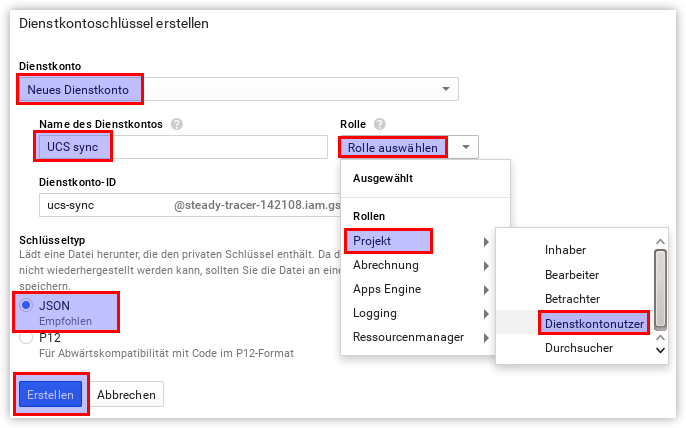 Dienstkontoschlüssel erstellen
Dienstkonto
Neues Dienstkonto
Name des Dienstkontos ?
Rolle ?
UCS sync
Rolle auswählen
Dienstkonto-ID
ucs-sync @steady-tracer-142108.iam.gs
Ausgewählt
Rollen
Projekt
Abrechnung
Apps Engine
Logging
Ressourcenmanager
Inhaber
Bearbeiter
Betrachter
Dienstkontonutzer
Durchsucher
Schlüsseltyp
Lädt eine Datei herunter, die den privaten Schlüssel enthält. Da d
nicht wiederhergestellt werden kann, sollten Sie die Datei an eine
speichern.
JSON
Empfohlen
P12
Für Abwärtskompatibilität mit Code im P12-Format
Erstellen
Abbrechen